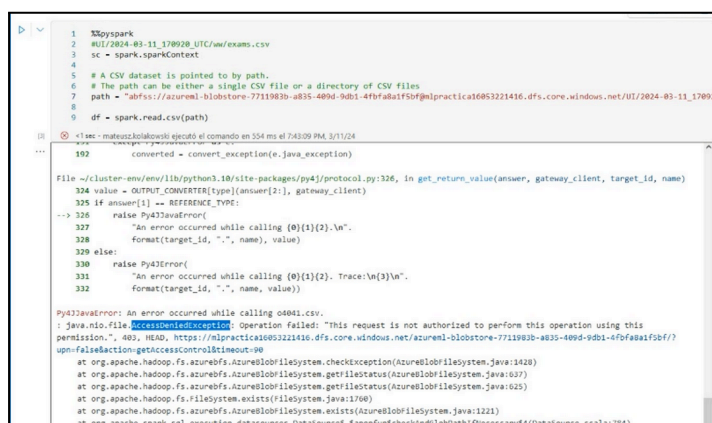 1 %%pyspark
2 #UI/2024-03-11_170920_UTC/ww/exams.csv
3 sc = spark.sparkContext
4
5 # A CSV dataset is pointed to by path.
6 # The path can be either a single CSV file or a directory of CSV files
7 path = "abfss://azureml-blobstore-7711983b-a835-409d-9db1-4fbfa8a1f5bf@mlpractica16053221416.dfs.core.windows.net/UI/2024-03-11_1709
8
9 df = spark.read.csv(path)
[3] <1 sec - mateusz.kolakowski ejecutó el comando en 554 ms el 7:43:09 PM, 3/11/24
192 converted = convert_exception(e.java_exception)
File ~/cluster-env/env/lib/python3.10/site-packages/py4j/protocol.py:326, in get_return_value(answer, gateway_client, target_id, name)
324 value = OUTPUT_CONVERTER[type](answer[2:], gateway_client)
325 if answer[1] == REFERENCE_TYPE:
--> 326 raise Py4JJavaError(
327 "An error occurred while calling {0}{1}{2}.\n".
328 format(target_id, ".", name), value)
329 else:
330 raise Py4JError(
331 "An error occurred while calling {0}{1}{2}. Trace:\n{3}\n".
332 format(target_id, ".", name, value))
Py4JJavaError: An error occurred while calling o4041.csv.
: java.nio.file.AccessDeniedException: Operation failed: "This request is not authorized to perform this operation using this
permission.", 403, HEAD, https://mlpractica16053221416.dfs.core.windows.net/azureml-blobstore-7711983b-a835-409d-9db1-4fbfa8a1f5bf/?
upn=false&action=getAccessControl&timeout=90
at org.apache.hadoop.fs.azurebfs.AzureBlobFileSystem.checkException(AzureBlobFileSystem.java:1428)
at org.apache.hadoop.fs.azurebfs.AzureBlobFileSystem.getFileStatus(AzureBlobFileSystem.java:637)
at org.apache.hadoop.fs.azurebfs.AzureBlobFileSystem.getFileStatus(AzureBlobFileSystem.java:625)
at org.apache.hadoop.fs.FileSystem.exists(FileSystem.java:1760)
at org.apache.hadoop.fs.azurebfs.AzureBlobFileSystem.exists(AzureBlobFileSystem.java:1221)